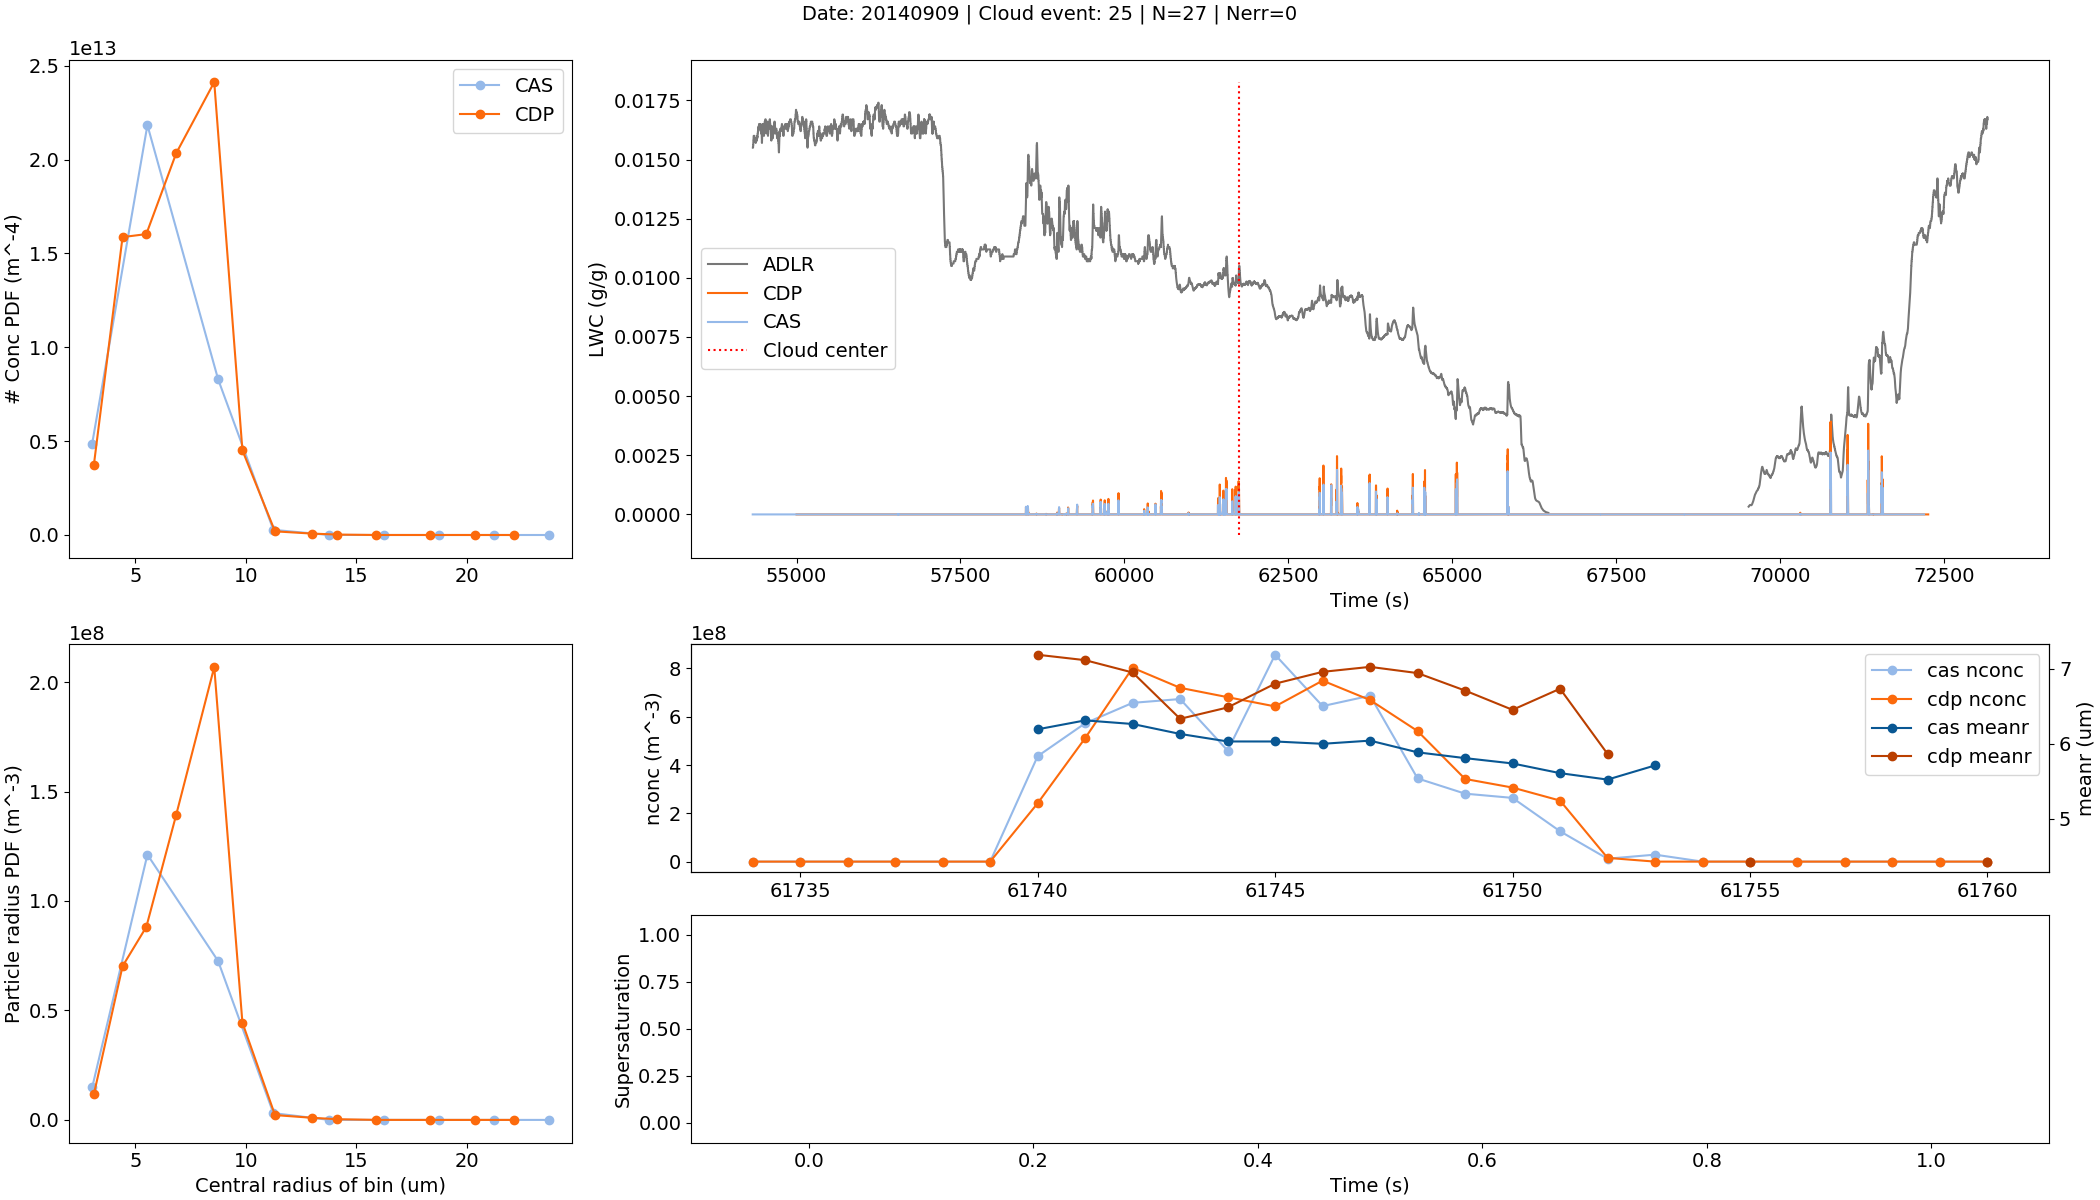 Date: 20140909 | Cloud event: 25 | N=27 | Nerr=0
1e13
# Conc PDF (m^-4)
2.5
2.0
1.5
1.0
0.5
0.0
CAS
CDP
5 10 15 20
LWC (g/g)
0.0175
0.0150
0.0125
0.0100
0.0075
0.0050
0.0025
0.0000
ADLR
CDP
CAS
Cloud center
55000 57500 60000 62500 65000 67500 70000 72500
Time (s)
1e8
Particle radius PDF (m^-3)
2.0
1.5
1.0
0.5
0.0
5 10 15 20
Central radius of bin (um)
1e8
nconc (m^-3)
8
6
4
2
0
cas nconc
cdp nconc
cas meanr
cdp meanr
7
6
5
meanr (um)
61735 61740 61745 61750 61755 61760
Supersaturation
1.00
0.75
0.50
0.25
0.00
0.0 0.2 0.4 0.6 0.8 1.0
Time (s)